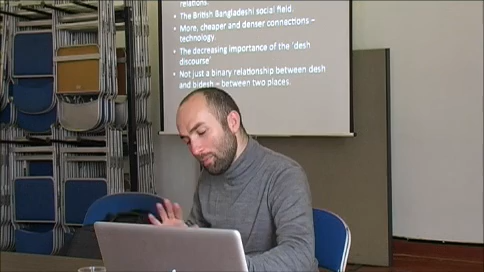 relations.
• The British Bangladeshi social field.
• More, cheaper and denser connections –
technology.
• The decreasing importance of the 'desh
discourse'
• Not just a binary relationship between desh
and bidesh – between two places.